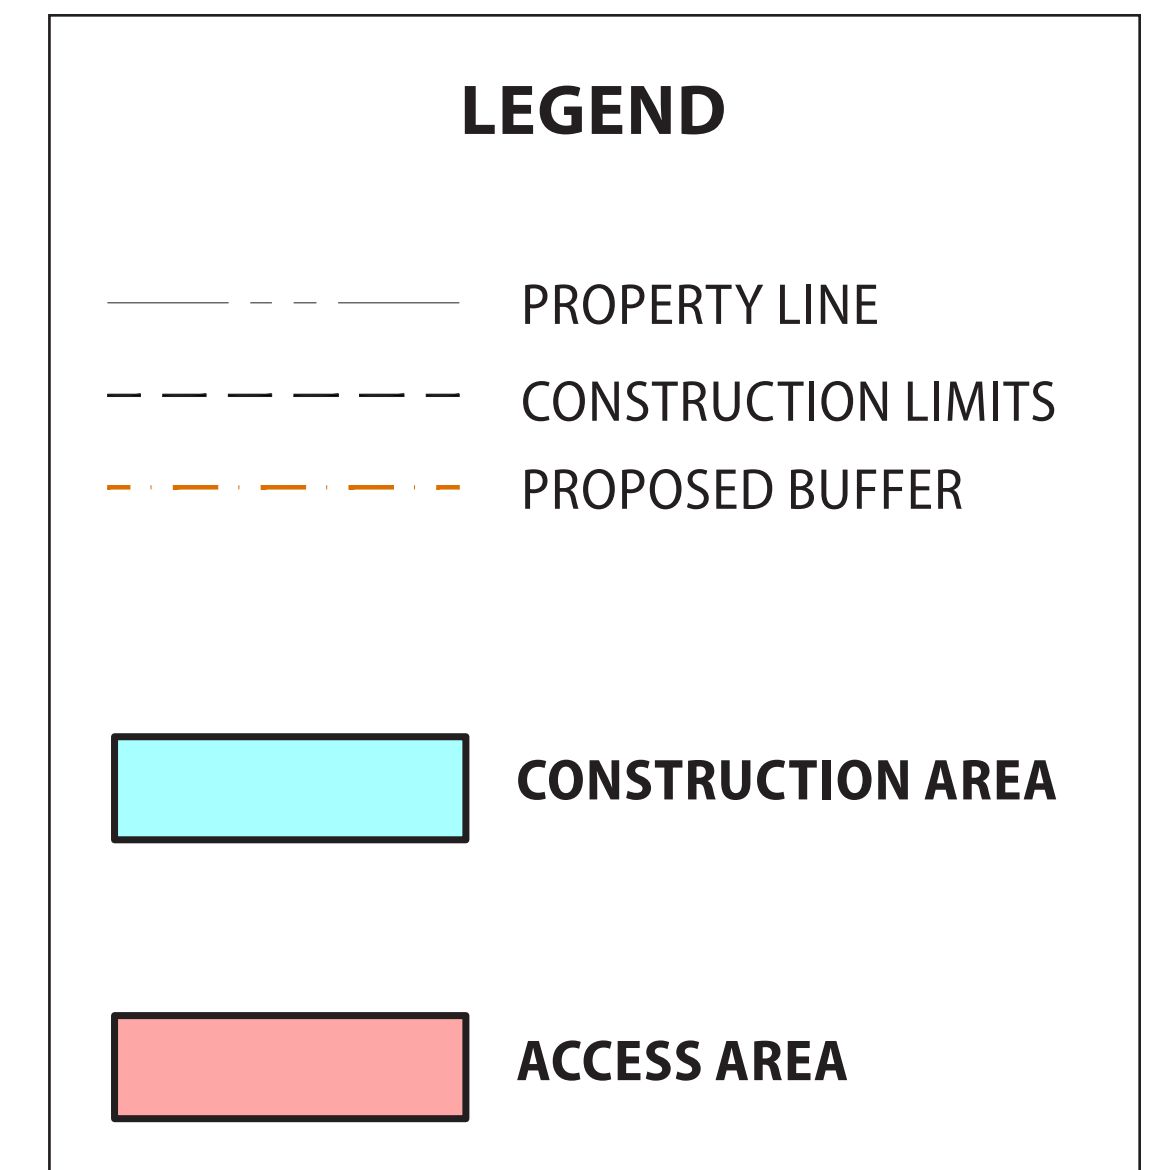 LEGEND
PROPERTY LINE
CONSTRUCTION LIMITS
PROPOSED BUFFER
CONSTRUCTION AREA
ACCESS AREA